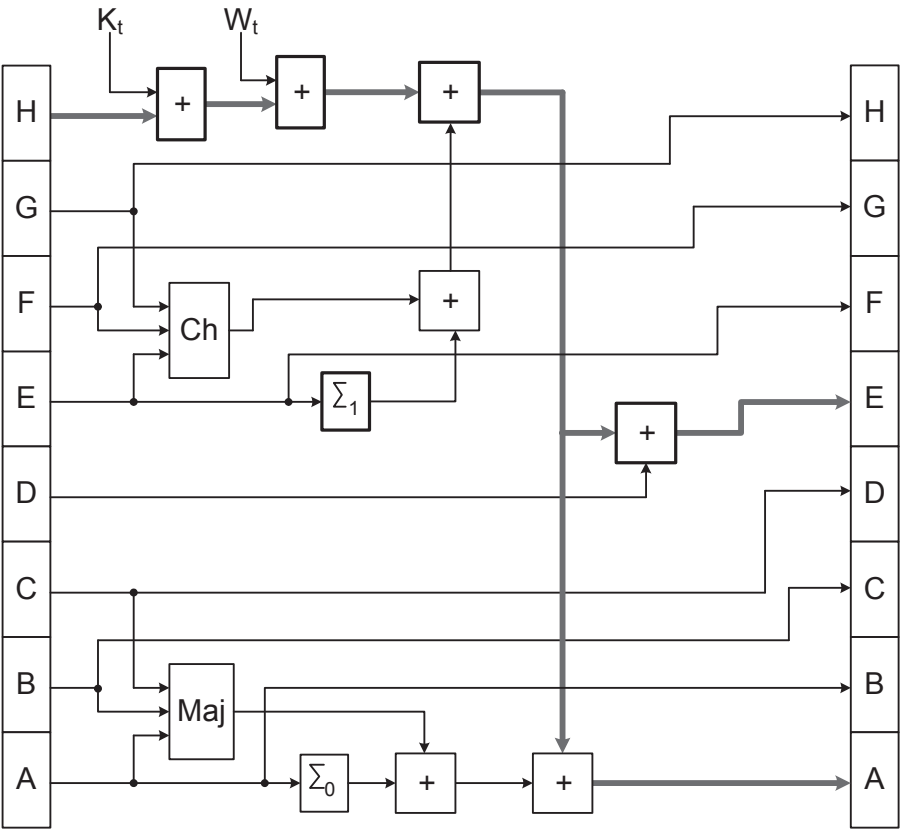 Kₜ Wₜ
H + + + H
G G
F Ch + F
E Σ₁ + E
D D
C C
B Maj B
A Σ₀ + + A